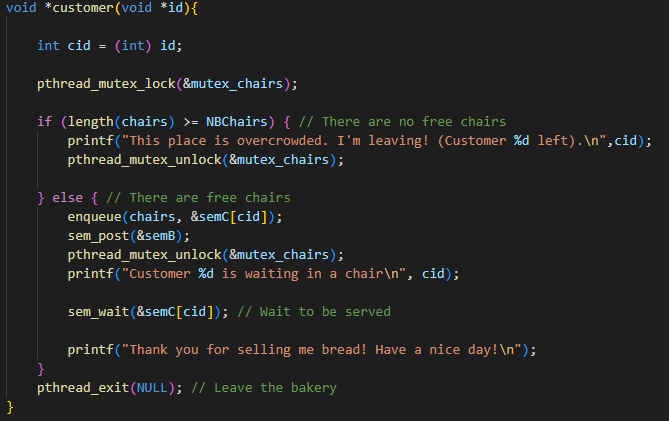 void *customer(void *id){
int cid = (int) id;
pthread_mutex_lock(&mutex_chairs);
if (length(chairs) >= NBChairs) { // There are no free chairs
printf("This place is overcrowded. I'm leaving! (Customer %d left).\n",cid);
pthread_mutex_unlock(&mutex_chairs);
} else { // There are free chairs
enqueue(chairs, &semC[cid]);
sem_post(&semB);
pthread_mutex_unlock(&mutex_chairs);
printf("Customer %d is waiting in a chair\n", cid);
sem_wait(&semC[cid]); // Wait to be served
printf("Thank you for selling me bread! Have a nice day!\n");
}
pthread_exit(NULL); // Leave the bakery
}